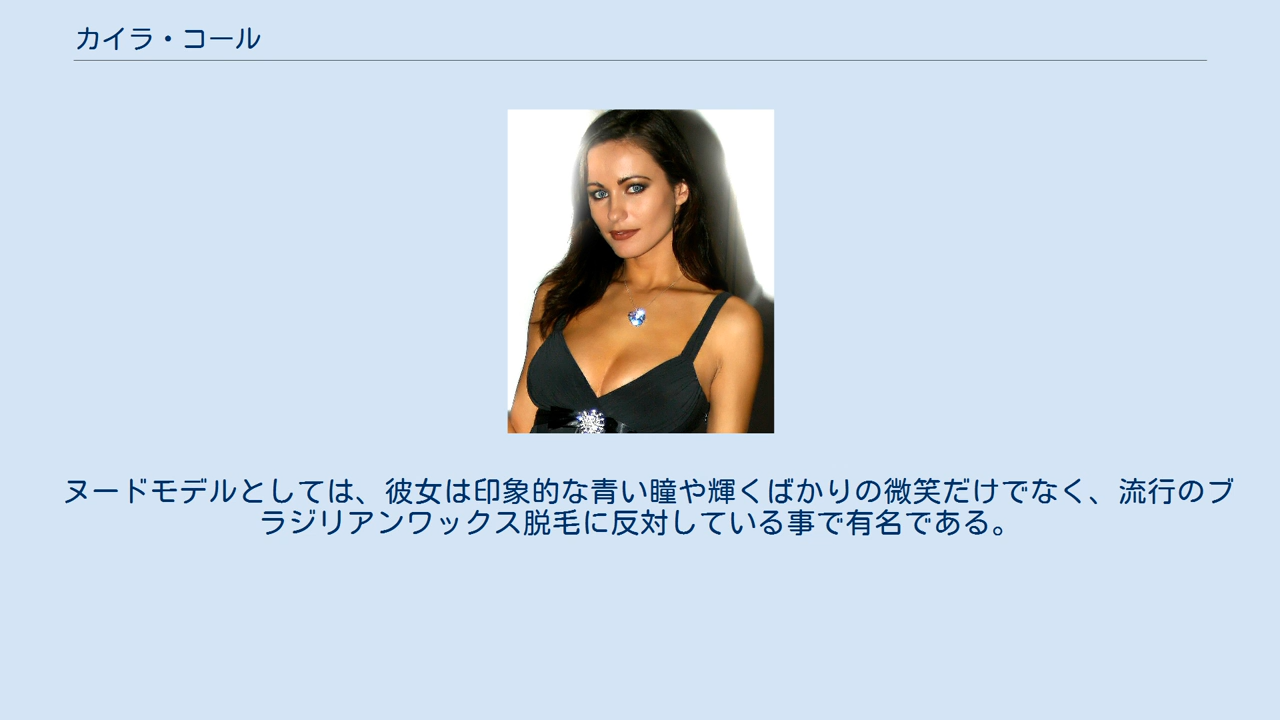 カイラ・コール
ヌードモデルとしては、彼女は印象的な青い瞳や輝くばかりの微笑だけでなく、流行のブ
ラジリアンワックス脱毛に反対している事で有名である。